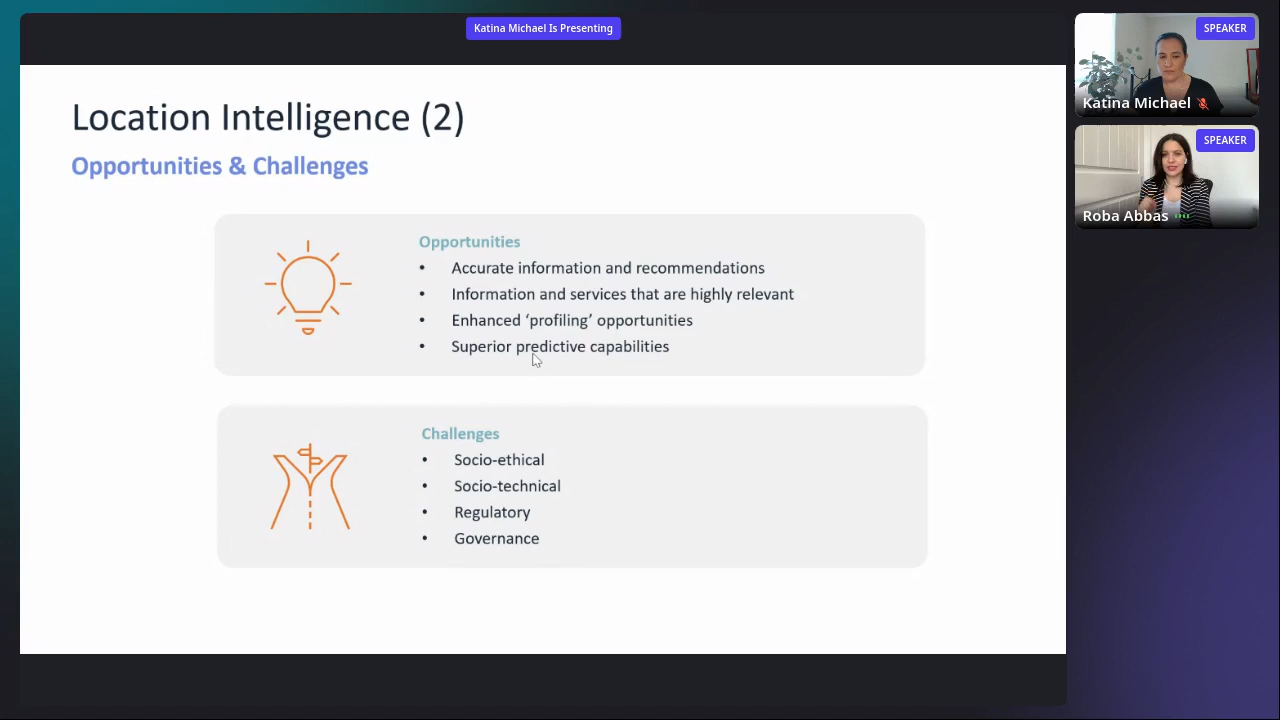 Katina Michael Is Presenting
SPEAKER
Katina Michael
SPEAKER
Roba Abbas
Location Intelligence (2)
Opportunities & Challenges
Opportunities
• Accurate information and recommendations
• Information and services that are highly relevant
• Enhanced ‘profiling’ opportunities
• Superior predictive capabilities
Challenges
• Socio-ethical
• Socio-technical
• Regulatory
• Governance